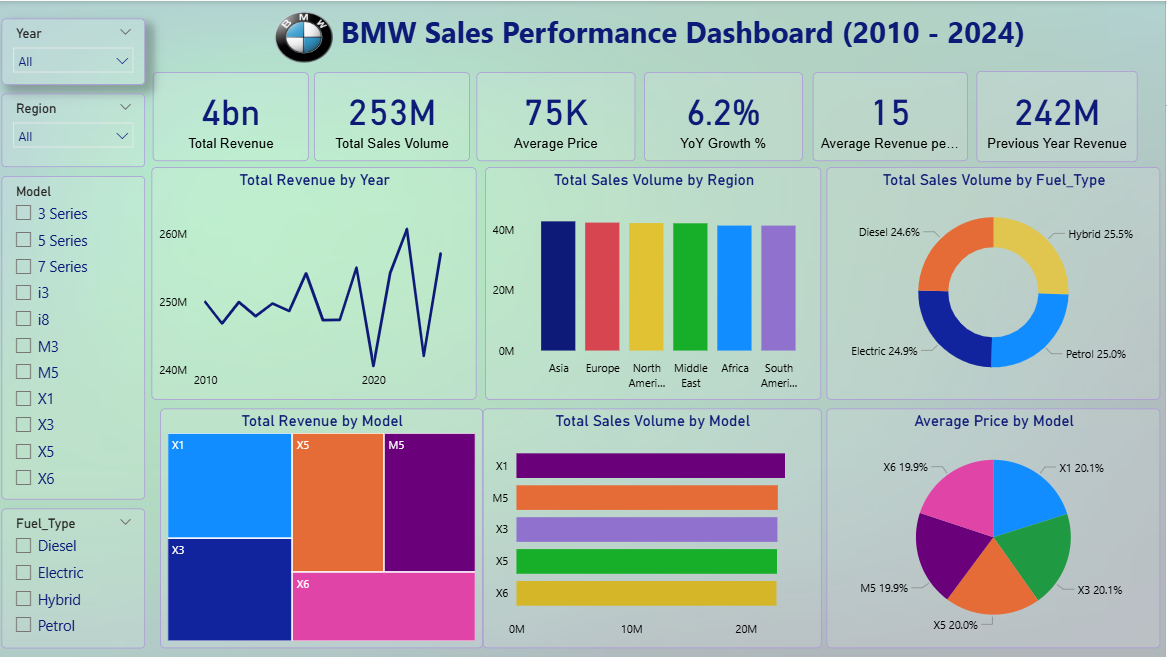 BMW
BMW Sales Performance Dashboard (2010 - 2024)
Year
All
Region
All
Model
3 Series
5 Series
7 Series
i3
i8
M3
M5
X1
X3
X5
X6
Fuel_Type
Diesel
Electric
Hybrid
Petrol
4bn
Total Revenue
253M
Total Sales Volume
75K
Average Price
6.2%
YoY Growth %
15
Average Revenue pe...
242M
Previous Year Revenue
Total Revenue by Year
260M
250M
240M
2010
2020
Total Sales Volume by Region
40M
20M
0M
Asia
Europe
North
Ameri...
Middle
East
Africa
South
Ameri...
Total Sales Volume by Fuel_Type
Diesel 24.6%
Hybrid 25.5%
Electric 24.9%
Petrol 25.0%
Total Revenue by Model
X1
X5
M5
X3
X6
Total Sales Volume by Model
X1
M5
X3
X5
X6
0M
10M
20M
Average Price by Model
X6 19.9%
X1 20.1%
M5 19.9%
X3 20.1%
X5 20.0%